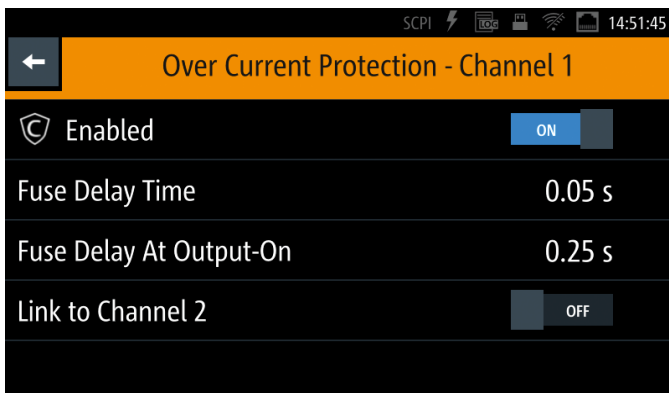 SCPI LOG 14:51:45
Over Current Protection - Channel 1
C Enabled ON
Fuse Delay Time 0.05 s
Fuse Delay At Output-On 0.25 s
Link to Channel 2 OFF